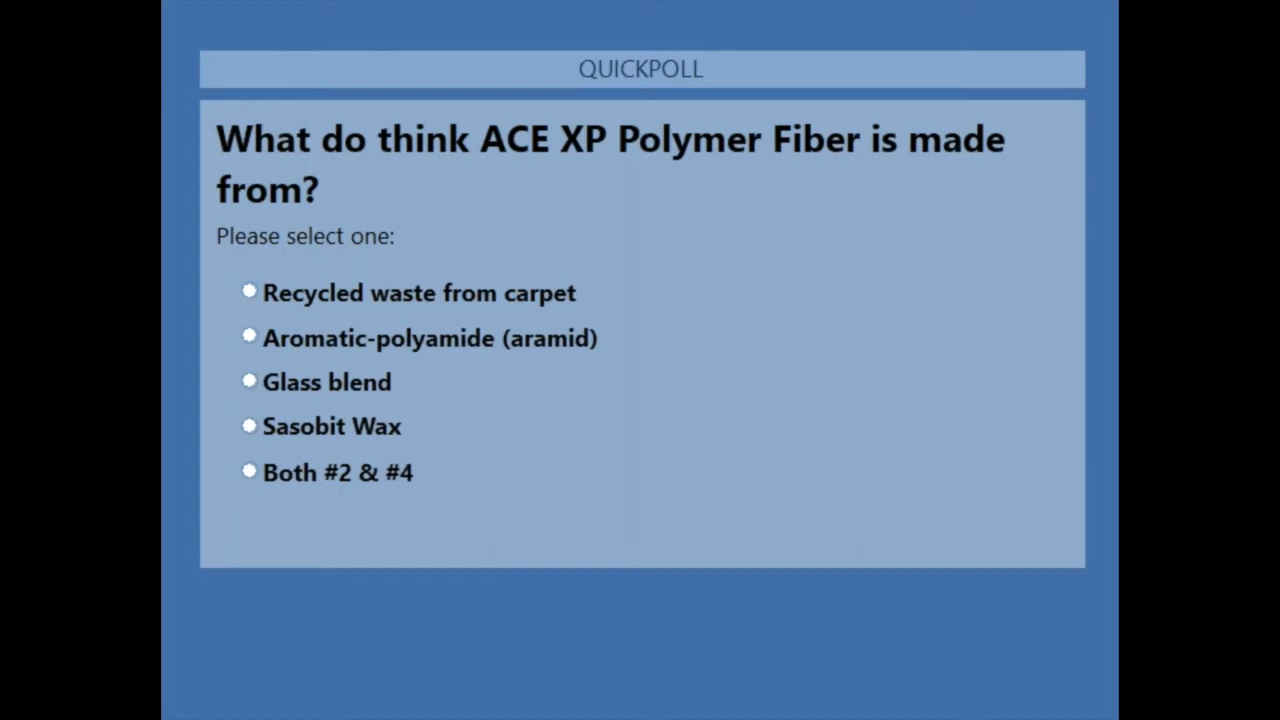 QUICKPOLL
What do think ACE XP Polymer Fiber is made
from?
Please select one:
Recycled waste from carpet
Aromatic-polyamide (aramid)
Glass blend
Sasobit Wax
Both #2 & #4